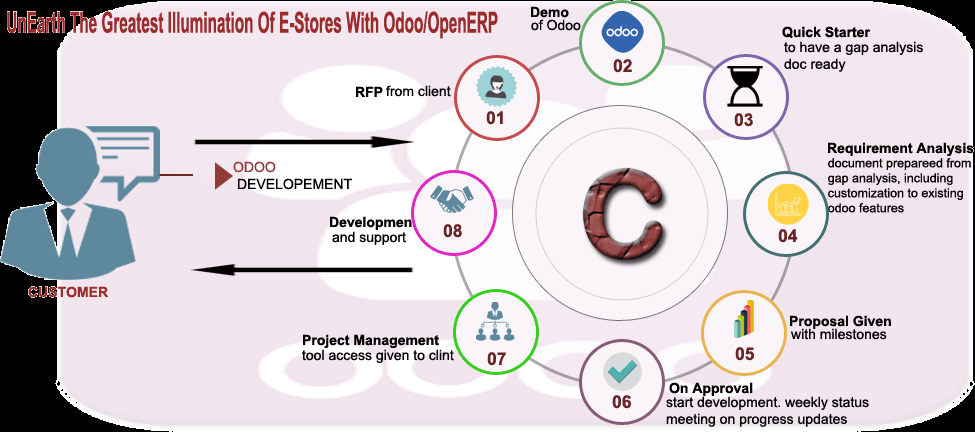 UnEarth The Greatest Illumination Of E-Stores With Odoo/OpenERP
RFP from client
01
Demo
of Odoo
odoo
02
Quick Starter
to have a gap analysis
doc ready
03
Requirement Analysis
document prepareed from
gap analysis, including
customization to existing
odoo features
04
Proposal Given
with milestones
05
On Approval
start development. weekly status
meeting on progress updates
06
Project Management
tool access given to clint
07
Developmen
and support
08
ODOO
DEVELOPEMENT
CUSTOMER
C
odoo